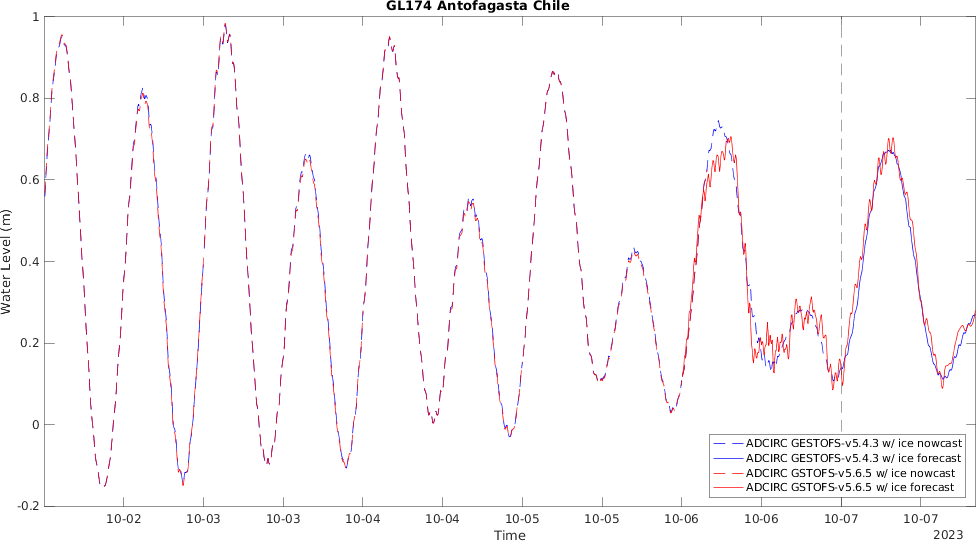 GL174 Antofagasta Chile
1
0.8
0.6
0.4
0.2
0
-0.2
Water Level (m)
10-02 10-03 10-03 10-04 10-04 10-05 10-05 10-06 10-06 10-07 10-07
Time
2023
ADCIRC GESTOFS-v5.4.3 w/ ice nowcast
ADCIRC GESTOFS-v5.4.3 w/ ice forecast
ADCIRC GSTOFS-v5.6.5 w/ ice nowcast
ADCIRC GSTOFS-v5.6.5 w/ ice forecast